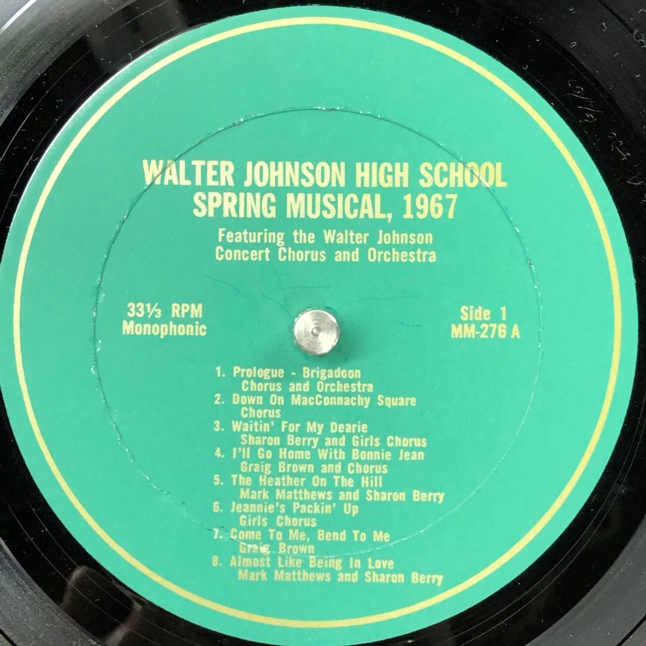 WALTER JOHNSON HIGH SCHOOL
SPRING MUSICAL, 1967
Featuring the Walter Johnson
Concert Chorus and Orchestra
33⅓ RPM
Monophonic
Side 1
MM-276 A
1. Prologue - Brigadoon
Chorus and Orchestra
2. Down On MacConnachy Square
Chorus
3. Waitin' For My Dearie
Sharon Berry and Girls Chorus
4. I'll Go Home With Bonnie Jean
Graig Brown and Chorus
5. The Heather On The Hill
Mark Matthews and Sharon Berry
6. Jeannie's Packin' Up
Girls Chorus
7. Come To Me, Bend To Me
Graig Brown
8. Almost Like Being In Love
Mark Matthews and Sharon Berry